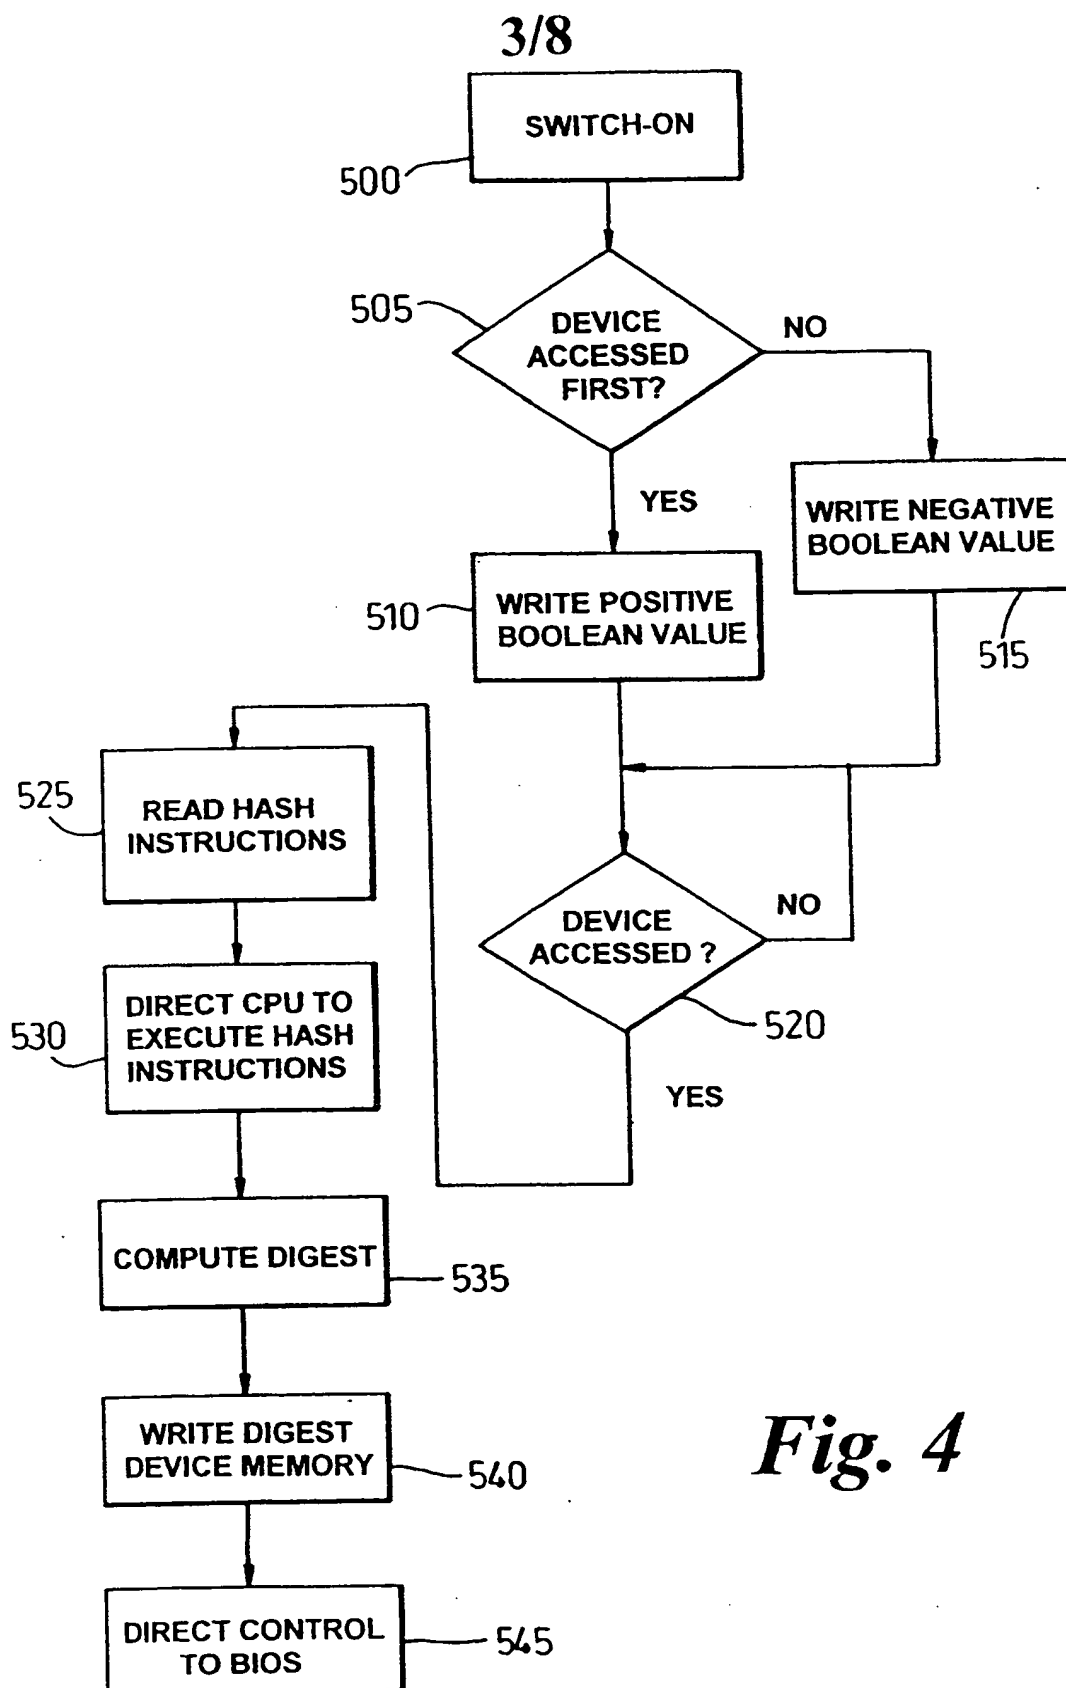 3/8
SWITCH-ON
500
505
DEVICE
ACCESSED
FIRST?
NO
YES
WRITE NEGATIVE
BOOLEAN VALUE
515
510
WRITE POSITIVE
BOOLEAN VALUE
525
READ HASH
INSTRUCTIONS
DEVICE
ACCESSED ?
NO
520
YES
530
DIRECT CPU TO
EXECUTE HASH
INSTRUCTIONS
COMPUTE DIGEST
535
WRITE DIGEST
DEVICE MEMORY
540
Fig. 4
DIRECT CONTROL
TO BIOS
545